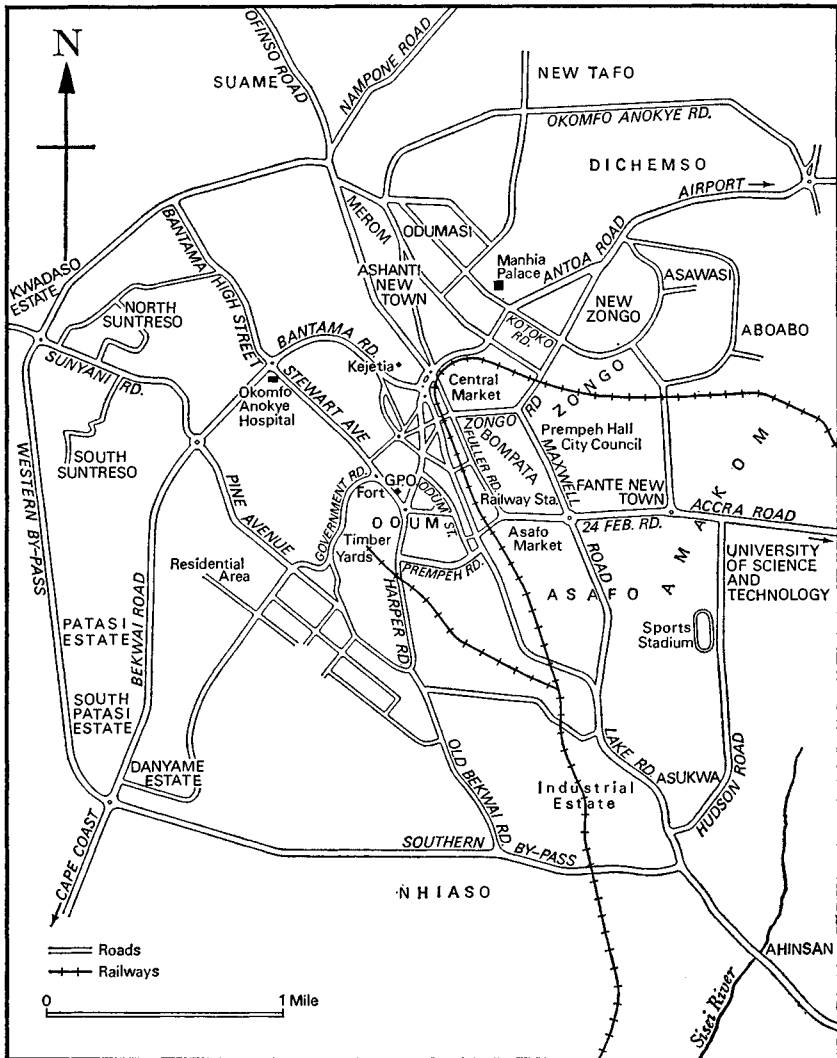 N
OFINSO ROAD
NAMPONE ROAD
SUAME
NEW TAFO
OKOMFO ANOKYE RD.
DICHEMSO
AIRPORT →
MEROM
ODUMASI
BANTAMA
HIGH STREET
ASHANTI
NEW
TOWN
Manhia
Palace
ANTOA ROAD
ASAWASI
KWADASO
ESTATE
NORTH
SUNTRESO
NEW
ZONGO
KOTOKO
RD.
ABOABO
BANTAMA RD.
Kejetia
SUNYANI RD.
Okomfo
Anokye
Hospital
STEWART AVE
Central
Market
ZONGO
ZONGO
RD
Prempeh Hall
City Council
SOUTH
SUNTRESO
WESTERN BY-PASS
PINE AVENUE
FULLER RD.
BOMPATA
MAXWELL
ROAD
FANTE NEW
TOWN
GOVERNMENT RD.
GPO
Fort
ODUM ST.
Railway Sta.
ACCRA ROAD
24 FEB. RD.
ODUM
Asafo
Market
Timber
Yards
PREMPEH RD.
Residential
Area
UNIVERSITY
OF SCIENCE
AND
TECHNOLOGY
AMAKOM
ASAFO
HARPER RD
BEKWAI ROAD
PATASI
ESTATE
Sports
Stadium
SOUTH
PATASI
ESTATE
DANYAME
ESTATE
OLD BEKWAI RD
LAKE RD.
ASUKWA
HUDSON ROAD
Industrial
Estate
CAPE COAST
SOUTHERN
BY-PASS
NHIASO
Roads
Railways
0 1 Mile
AHINSAN
Sisei River